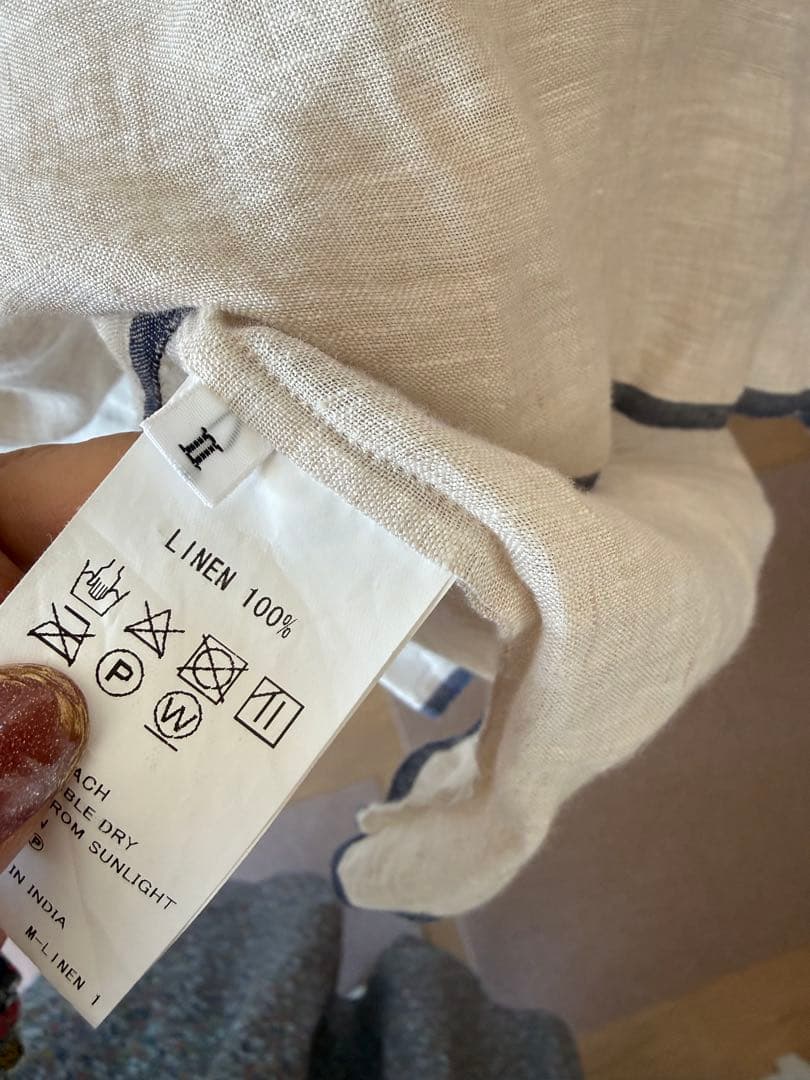 II
LINEN 100%
P
W
ACH
BLE DRY
ROM SUNLIGHT
P
IN INDIA
M-LINEN 1